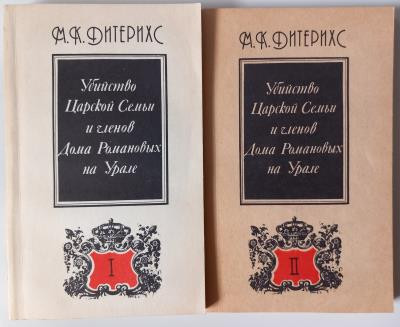 М.К.ДИТЕРИХС
Убийство
Царской Семьи
и членов
Дома Романовых
на Урале
I
М.К.ДИТЕРИХС
Убийство
Царской Семьи
и членов
Дома Романовых
на Урале
II